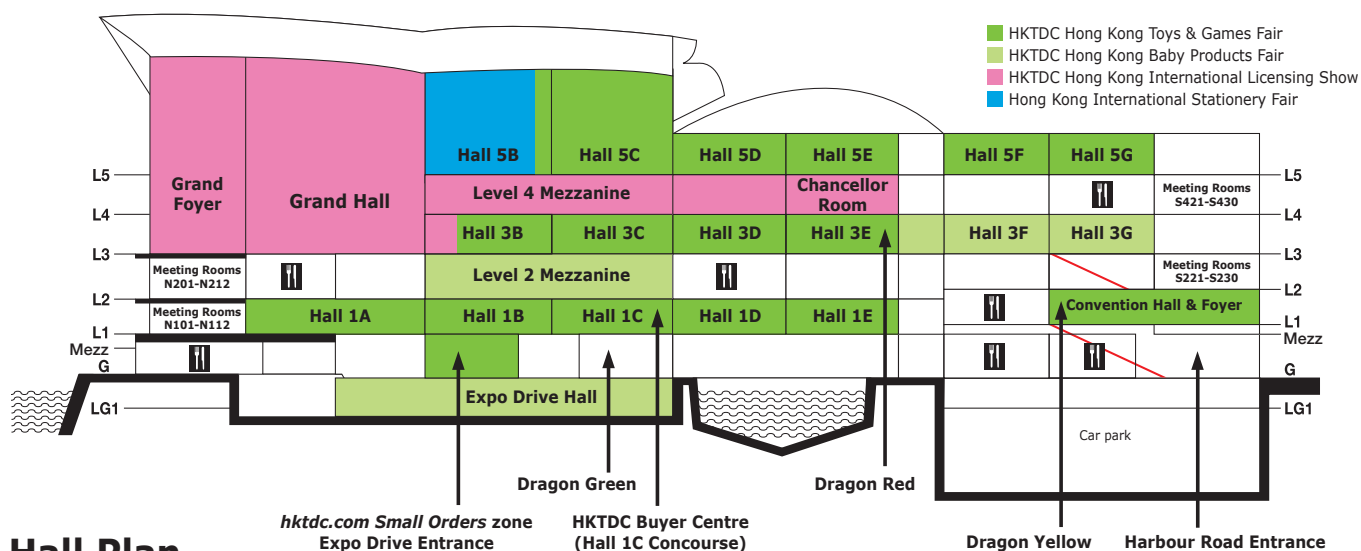 HKTDC Hong Kong Toys & Games Fair
HKTDC Hong Kong Baby Products Fair
HKTDC Hong Kong International Licensing Show
Hong Kong International Stationery Fair
Hall 5B
Hall 5C
Hall 5D
Hall 5E
Hall 5F
Hall 5G
L5
L5
Grand
Foyer
Grand Hall
Level 4 Mezzanine
Chancellor
Room
Meeting Rooms
S421-S430
L4
L4
Hall 3B
Hall 3C
Hall 3D
Hall 3E
Hall 3F
Hall 3G
L3
L3
Meeting Rooms
N201-N212
Level 2 Mezzanine
Meeting Rooms
S221-S230
L2
L2
Meeting Rooms
N101-N112
Hall 1A
Hall 1B
Hall 1C
Hall 1D
Hall 1E
Convention Hall & Foyer
L1
L1
Mezz
Mezz
G
G
Expo Drive Hall
LG1
LG1
Car park
Dragon Green
Dragon Red
hktdc.com Small Orders zone
Expo Drive Entrance
HKTDC Buyer Centre
(Hall 1C Concourse)
Dragon Yellow
Harbour Road Entrance
Hall Plan